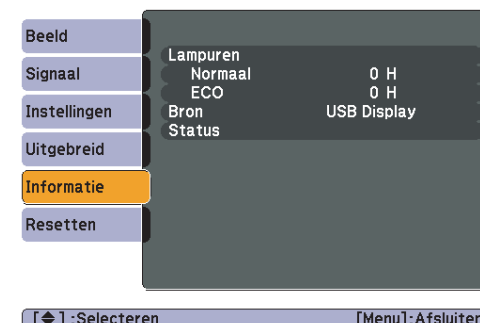 Beeld
Signaal
Instellingen
Uitgebreid
Informatie
Resetten
Lampuren
Normaal 0 H
ECO 0 H
Bron USB Display
Status
[◆] :Selecteren [Menu]:Afsluiten